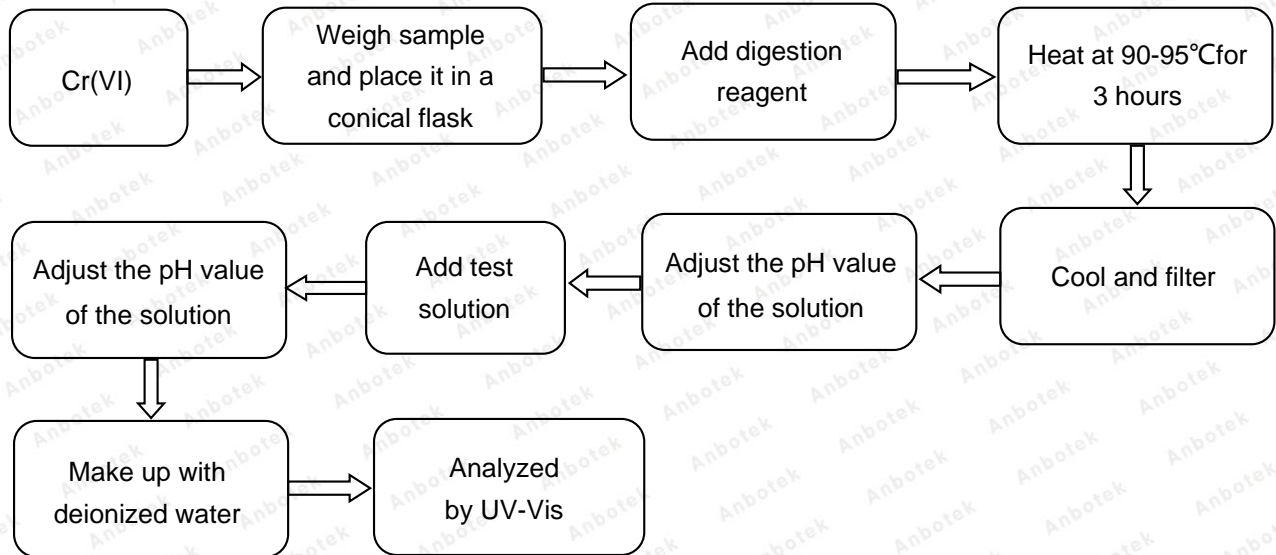 Cr(VI)
Weigh sample
and place it in a
conical flask
Add digestion
reagent
Heat at 90-95℃for
3 hours
Cool and filter
Adjust the pH value
of the solution
Add test
solution
Adjust the pH value
of the solution
Make up with
deionized water
Analyzed
by UV-Vis
Anbotek